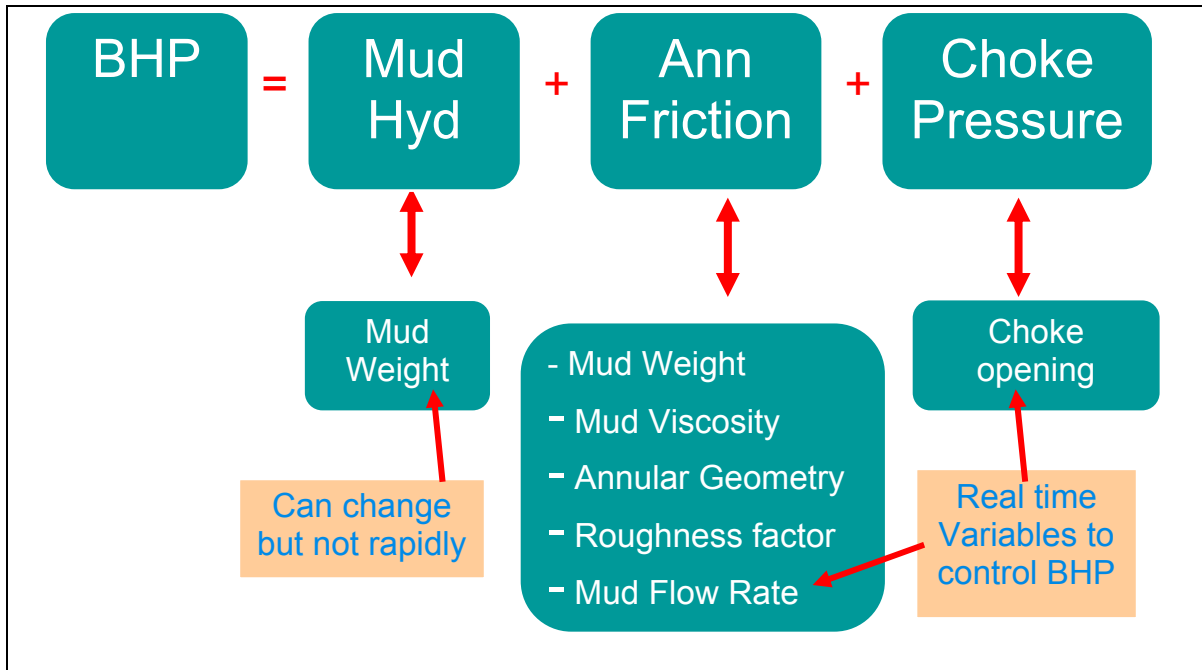 BHP
=
Mud
Hyd
+
Ann
Friction
+
Choke
Pressure
Mud
Weight
- Mud Weight
- Mud Viscosity
- Annular Geometry
- Roughness factor
- Mud Flow Rate
Choke
opening
Can change
but not rapidly
Real time
Variables to
control BHP